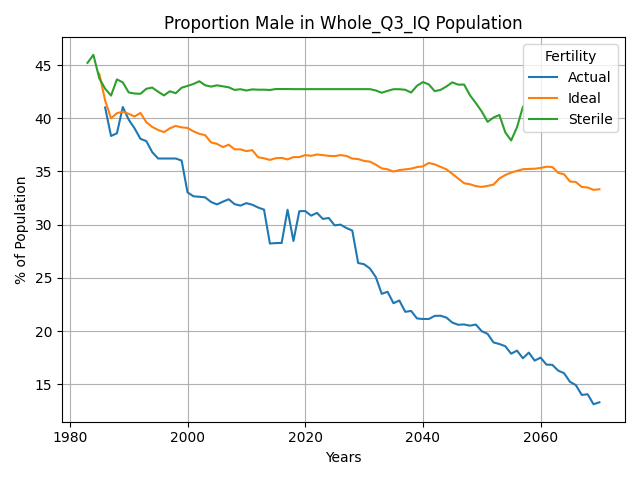 Proportion Male in Whole_Q3_IQ Population
% of Population
45
40
35
30
25
20
15
Fertility
Actual
Ideal
Sterile
1980
2000
2020
2040
2060
Years